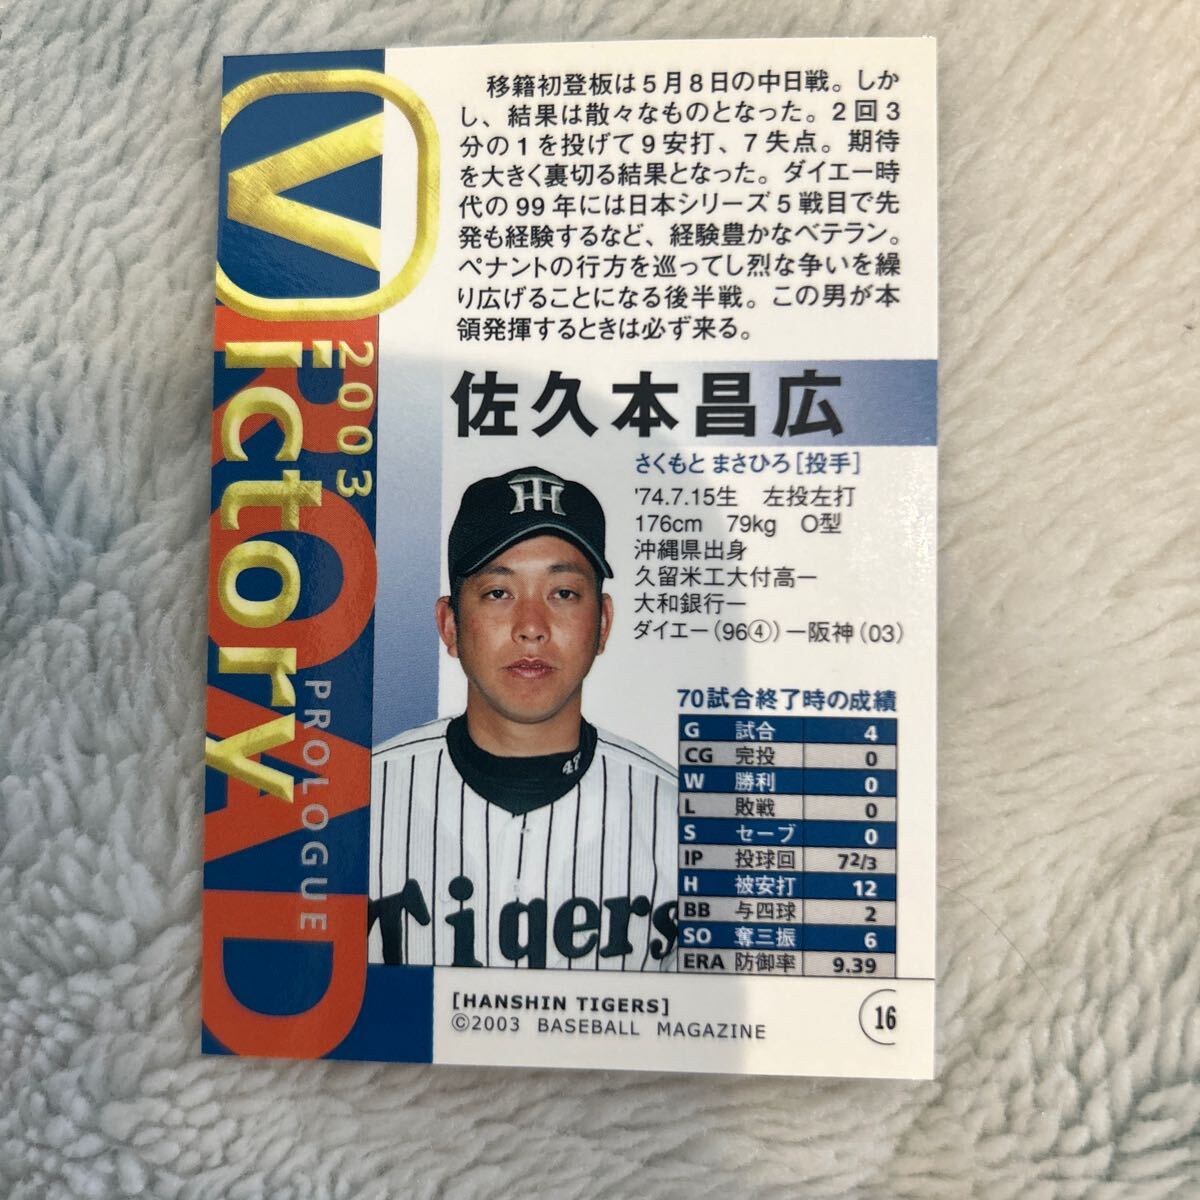 移籍初登板は5月8日の中日戦。しか
し、結果は散々なものとなった。2回3
分の1を投げて9安打、7失点。期待
を大きく裏切る結果となった。ダイエー時
代の99年には日本シリーズ5戦目で先
発も経験するなど、経験豊かなベテラン。
ペナントの行方を巡ってし烈な争いを繰
り広げることになる後半戦。この男が本
領発揮するときは必ず来る。
Victory
ROAD
2003
PROLOGUE
佐久本昌広
さくもと まさひろ[投手]
'74.7.15生 左投左打
176cm 79kg O型
沖縄県出身
久留米工大付高ー
大和銀行ー
ダイエー(96④)ー阪神(03)
70試合終了時の成績
G 試合 4
CG 完投 0
W 勝利 0
L 敗戦 0
S セーブ 0
IP 投球回 72/3
H 被安打 12
BB 与四球 2
SO 奪三振 6
ERA 防御率 9.39
HT
47
Tigers
[HANSHIN TIGERS]
©2003 BASEBALL MAGAZINE
16